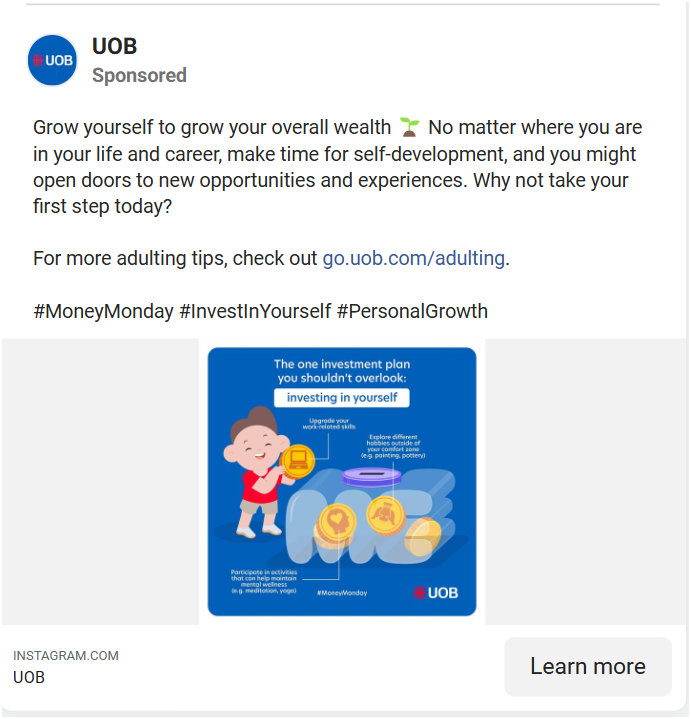 UOB
UOB
Sponsored
Grow yourself to grow your overall wealth 🌱 No matter where you are
in your life and career, make time for self-development, and you might
open doors to new opportunities and experiences. Why not take your
first step today?
For more adulting tips, check out go.uob.com/adulting.
#MoneyMonday #InvestInYourself #PersonalGrowth
The one investment plan
you shouldn't overlook:
investing in yourself
Upgrade your
work-related skills
Explore different
hobbies outside of
your comfort zone
(e.g. painting, pottery)
ME
Participate in activities
that can help maintain
mental wellness
(e.g. meditation, yoga)
#MoneyMonday
UOB
INSTAGRAM.COM
UOB
Learn more